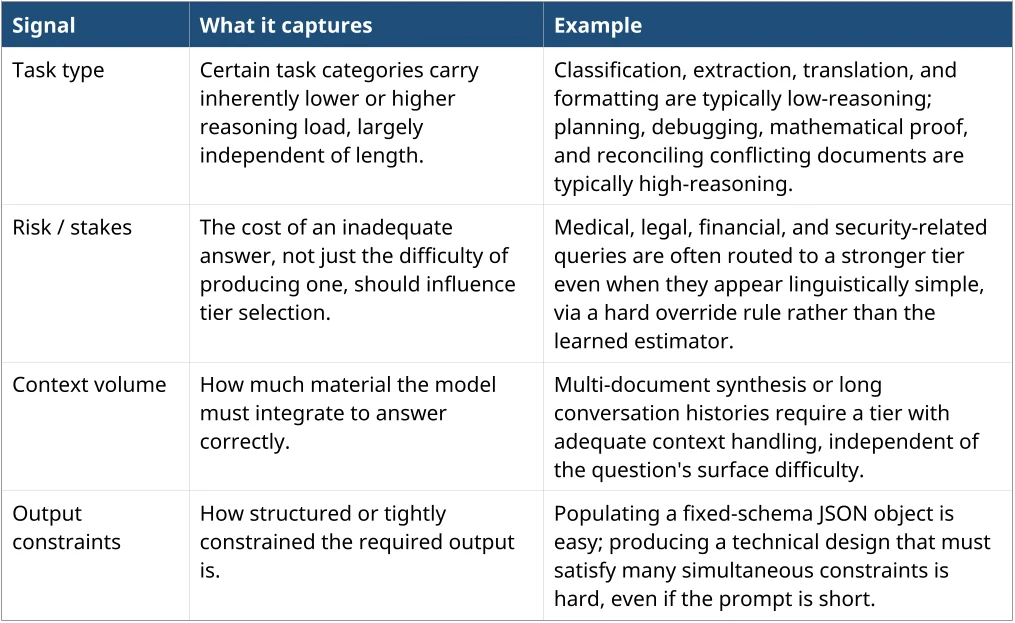 Signal What it captures Example
Task type
Certain task categories carry
inherently lower or higher
reasoning load, largely
independent of length.
Classification, extraction, translation, and
formatting are typically low-reasoning;
planning, debugging, mathematical proof,
and reconciling conflicting documents are
typically high-reasoning.
Risk / stakes
The cost of an inadequate
answer, not just the difficulty of
producing one, should influence
tier selection.
Medical, legal, financial, and security-related
queries are often routed to a stronger tier
even when they appear linguistically simple,
via a hard override rule rather than the
learned estimator.
Context volume
How much material the model
must integrate to answer
correctly.
Multi-document synthesis or long
conversation histories require a tier with
adequate context handling, independent of
the question's surface difficulty.
Output
constraints
How structured or tightly
constrained the required output
is.
Populating a fixed-schema JSON object is
easy; producing a technical design that must
satisfy many simultaneous constraints is
hard, even if the prompt is short.